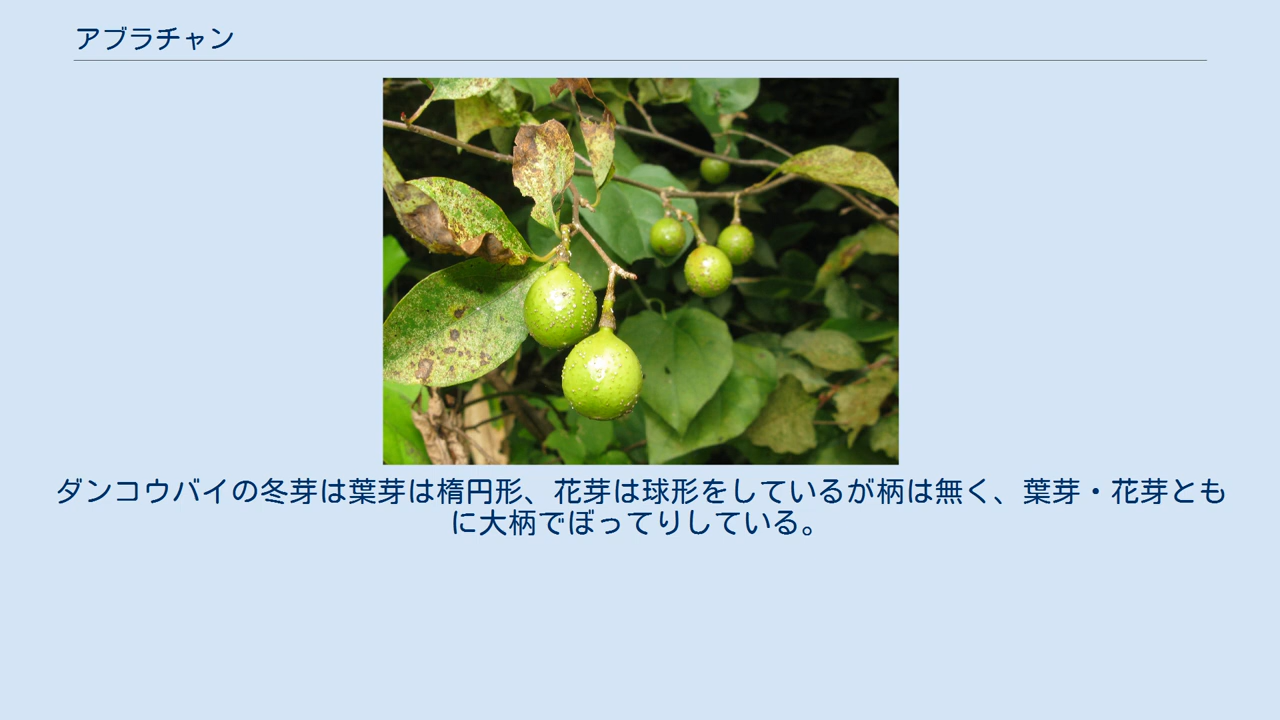 アブラチャン
ダンコウバイの冬芽は葉芽は楕円形、花芽は球形をしているが柄は無く、葉芽・花芽とも
に大柄でぼってりしている。